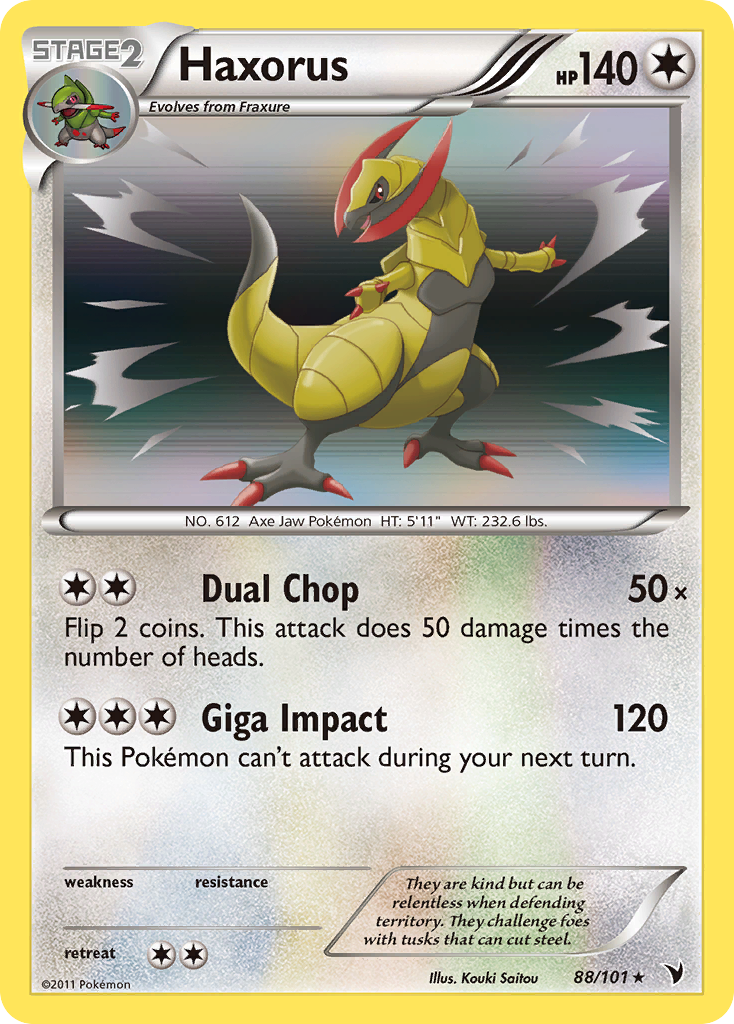 STAGE2
Haxorus
HP140
Evolves from Fraxure
NO. 612 Axe Jaw Pokémon HT: 5'11" WT: 232.6 lbs.
Dual Chop 50×
Flip 2 coins. This attack does 50 damage times the
number of heads.
Giga Impact 120
This Pokémon can't attack during your next turn.
weakness resistance
retreat
They are kind but can be
relentless when defending
territory. They challenge foes
with tusks that can cut steel.
©2011 Pokémon
Illus. Kouki Saitou 88/101 ★